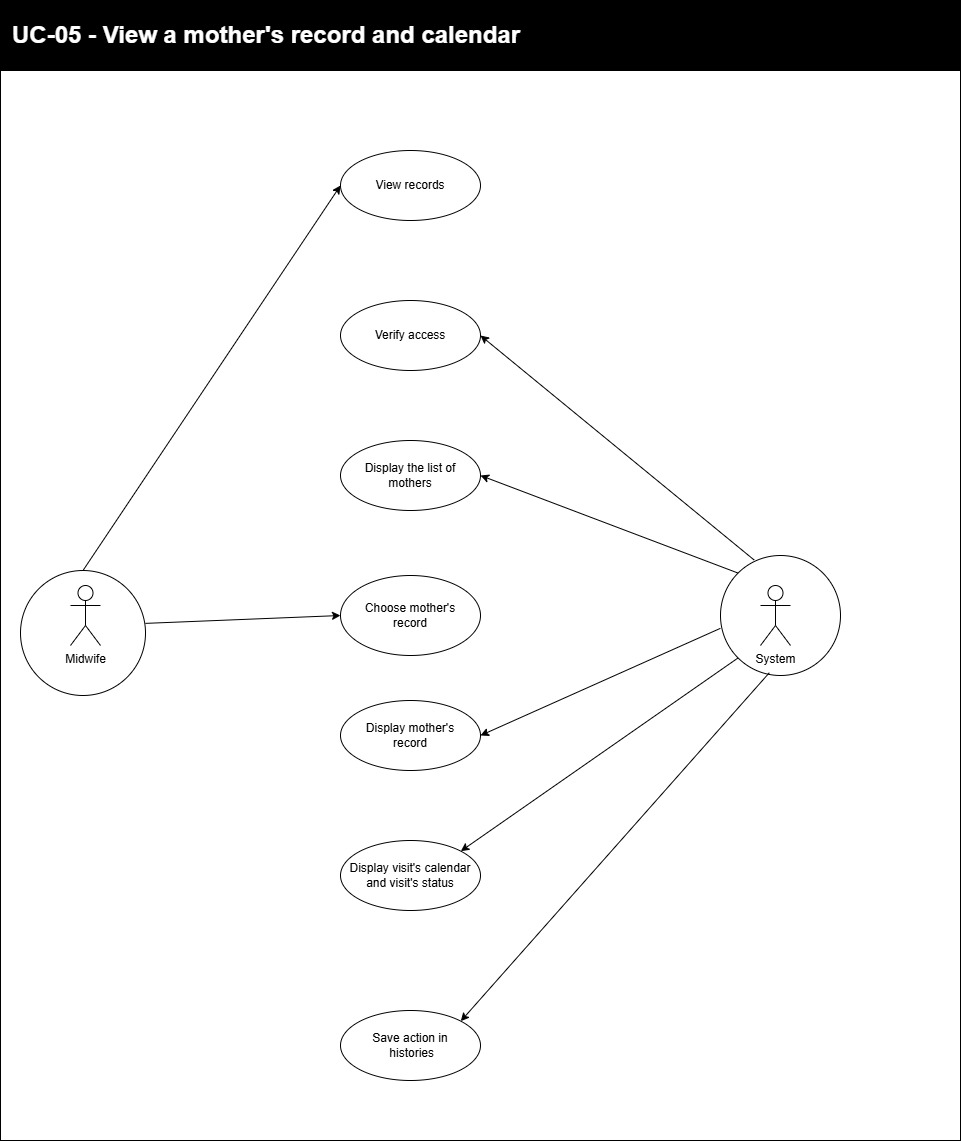 UC-05 - View a mother's record and calendar
View records
Verify access
Display the list of
mothers
Choose mother's
record
Midwife
System
Display mother's
record
Display visit's calendar
and visit's status
Save action in
histories